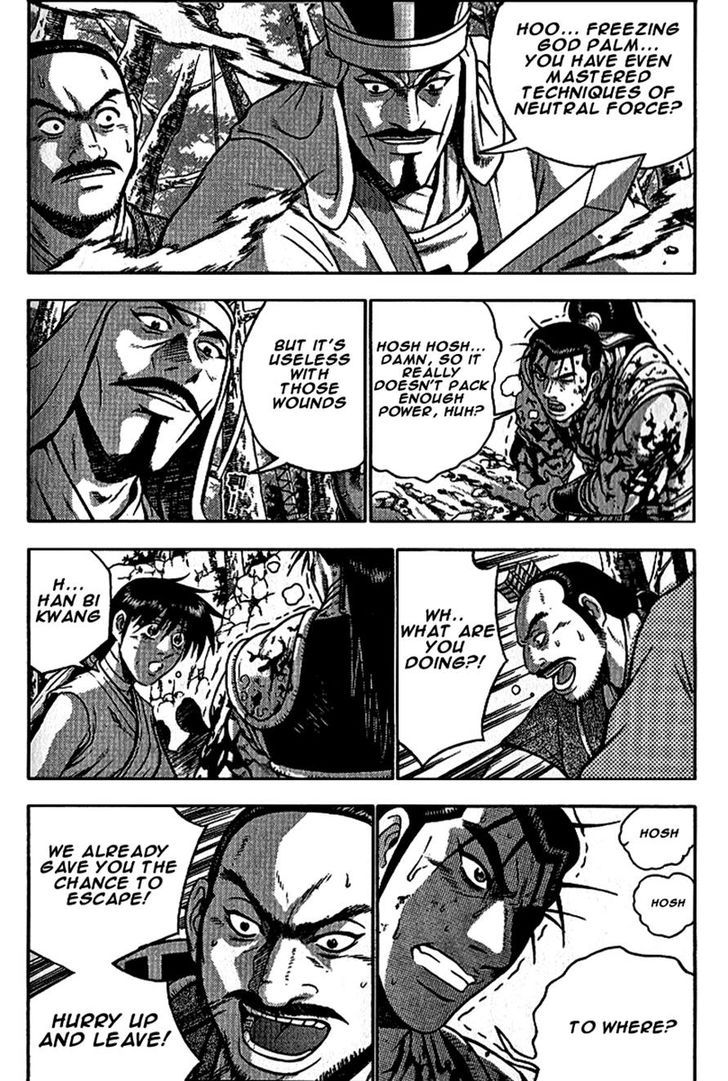 HOO... FREEZING
GOD PALM...
YOU HAVE EVEN
MASTERED
TECHNIQUES OF
NEUTRAL FORCE?
BUT IT'S
USELESS
WITH
THOSE
WOUNDS
HOSH HOSH...
DAMN, SO IT
REALLY
DOESN'T PACK
ENOUGH
POWER, HUH?
H...
HAN BI
KWANG
WH..
WHAT ARE
YOU
DOING?!
WE ALREADY
GAVE YOU THE
CHANCE TO
ESCAPE!
HURRY UP
AND LEAVE!
HOSH
HOSH
TO WHERE?